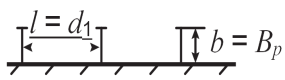 l = d₁
b = Bₚ